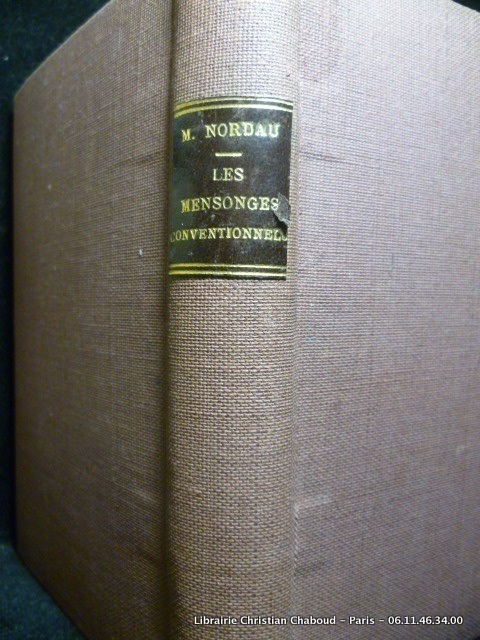 M. NORDAU
LES
MENSONGES
CONVENTIONNELS
Librairie Christian Chaboud - Paris - 06.11.46.34.00